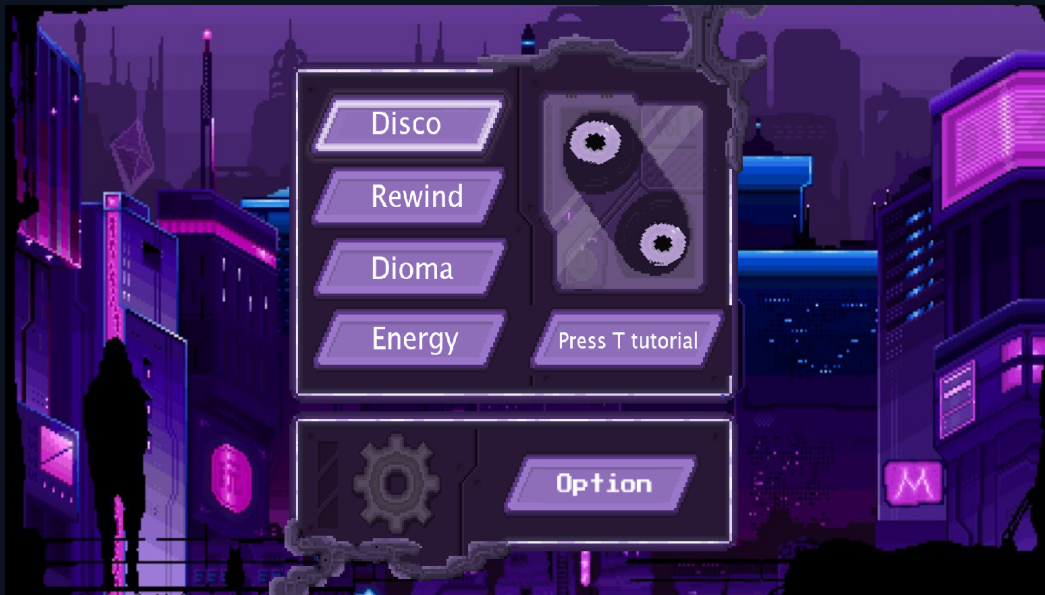 Disco
Rewind
Dioma
Energy
Press T tutorial
Option
M